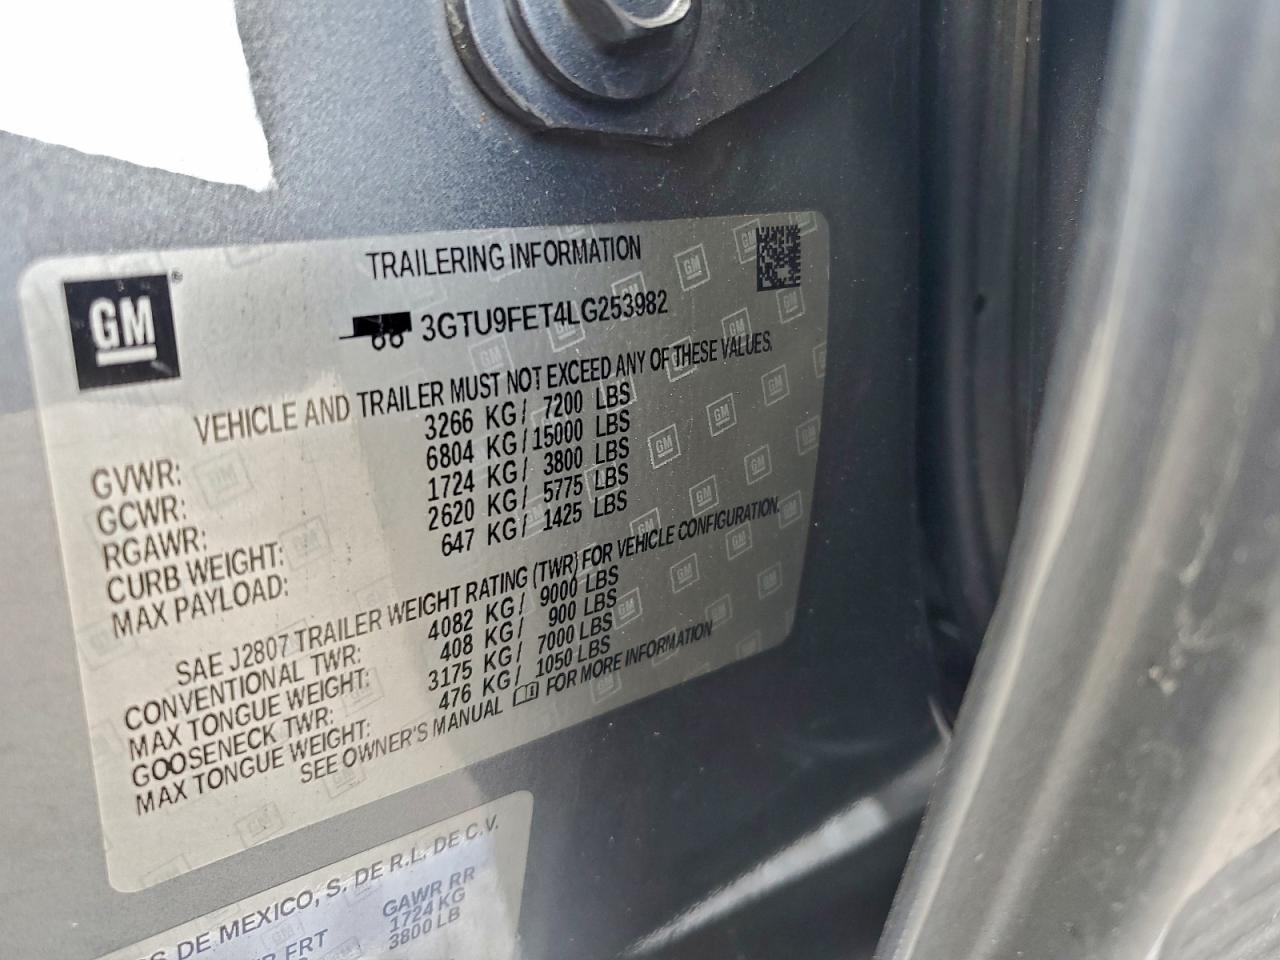 GM
TRAILERING INFORMATION
3GTU9FET4LG253982
VEHICLE AND TRAILER MUST NOT EXCEED ANY OF THESE VALUES.
GVWR: 3266 KG/ 7200 LBS
GCWR: 6804 KG/15000 LBS
RGAWR: 1724 KG/ 3800 LBS
CURB WEIGHT: 2620 KG/ 5775 LBS
MAX PAYLOAD: 647 KG/ 1425 LBS
SAE J2807 TRAILER WEIGHT RATING (TWR) FOR VEHICLE CONFIGURATION.
CONVENTIONAL TWR: 4082 KG/ 9000 LBS
MAX TONGUE WEIGHT: 408 KG/ 900 LBS
GOOSENECK TWR: 3175 KG/ 7000 LBS
MAX TONGUE WEIGHT: 476 KG/ 1050 LBS
SEE OWNER'S MANUAL FOR MORE INFORMATION
DE MEXICO, S. DE R.L. DE C.V.
FRT GAWR RR
1724 KG
3800 LB